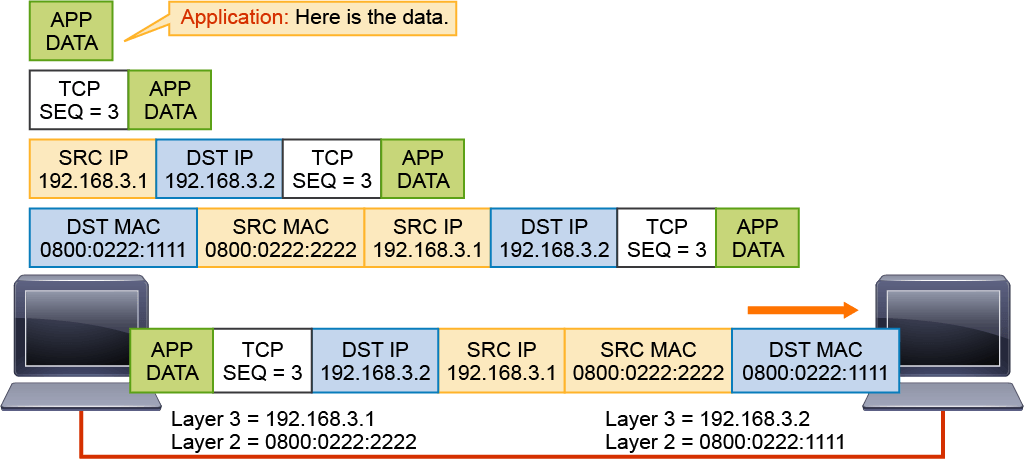 APP
DATA
Application: Here is the data.
TCP
SEQ = 3
APP
DATA
SRC IP
192.168.3.1
DST IP
192.168.3.2
TCP
SEQ = 3
APP
DATA
DST MAC
0800:0222:1111
SRC MAC
0800:0222:2222
SRC IP
192.168.3.1
DST IP
192.168.3.2
TCP
SEQ = 3
APP
DATA
APP
DATA
TCP
SEQ = 3
DST IP
192.168.3.2
SRC IP
192.168.3.1
SRC MAC
0800:0222:2222
DST MAC
0800:0222:1111
Layer 3 = 192.168.3.1
Layer 2 = 0800:0222:2222
Layer 3 = 192.168.3.2
Layer 2 = 0800:0222:1111